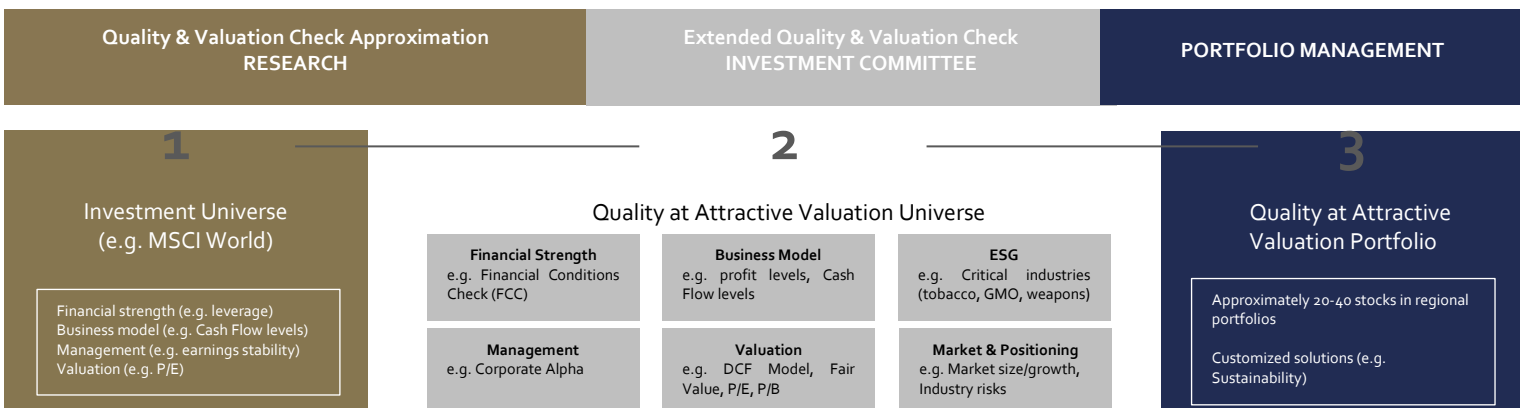 Quality & Valuation Check Approximation
RESEARCH
Extended Quality & Valuation Check
INVESTMENT COMMITTEE
PORTFOLIO MANAGEMENT
1
Investment Universe
(e.g. MSCI World)
Financial strength (e.g. leverage)
Business model (e.g. Cash Flow levels)
Management (e.g. earnings stability)
Valuation (e.g. P/E)
2
Quality at Attractive Valuation Universe
Financial Strength
e.g. Financial Conditions
Check (FCC)
Business Model
e.g. profit levels, Cash
Flow levels
ESG
e.g. Critical industries
(tobacco, GMO, weapons)
Management
e.g. Corporate Alpha
Valuation
e.g. DCF Model, Fair
Value, P/E, P/B
Market & Positioning
e.g. Market size/growth,
Industry risks
3
Quality at Attractive
Valuation Portfolio
Approximately 20-40 stocks in regional
portfolios
Customized solutions (e.g.
Sustainability)